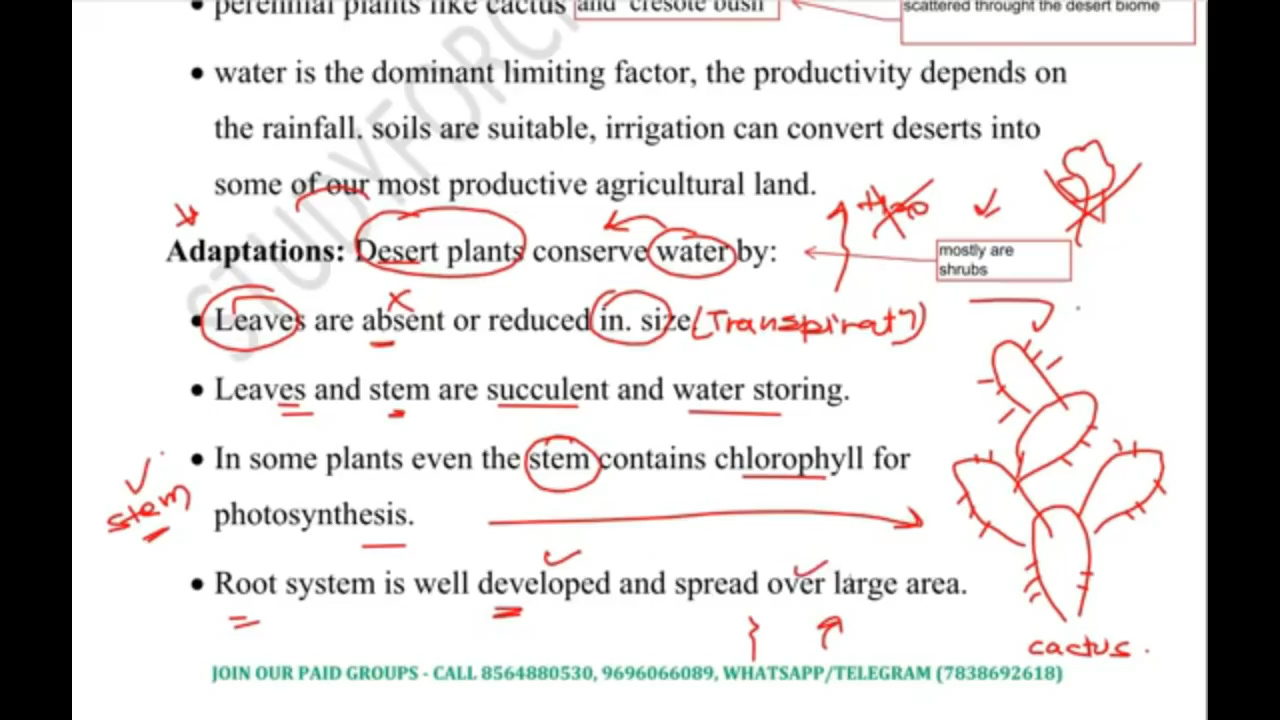 • perennial plants like cactus and cresote bush
scattered throught the desert biome
• water is the dominant limiting factor, the productivity depends on
the rainfall. soils are suitable, irrigation can convert deserts into
some of our most productive agricultural land.
H2O
Adaptations: Desert plants conserve water by:
mostly are
shrubs
• Leaves are absent or reduced in. size. (Transpiratn)
• Leaves and stem are succulent and water storing.
• In some plants even the stem contains chlorophyll for
photosynthesis.
stem
• Root system is well developed and spread over large area.
cactus.
JOIN OUR PAID GROUPS - CALL 8564880530, 9696066089, WHATSAPP/TELEGRAM (7838692618)
STUDYFORC